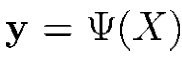 𝐲 = Ψ(X)